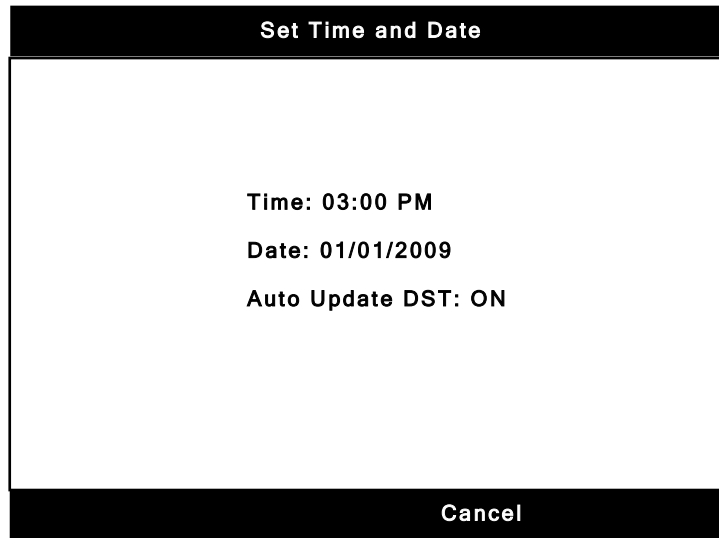 Set Time and Date
Time: 03:00 PM
Date: 01/01/2009
Auto Update DST: ON
Cancel